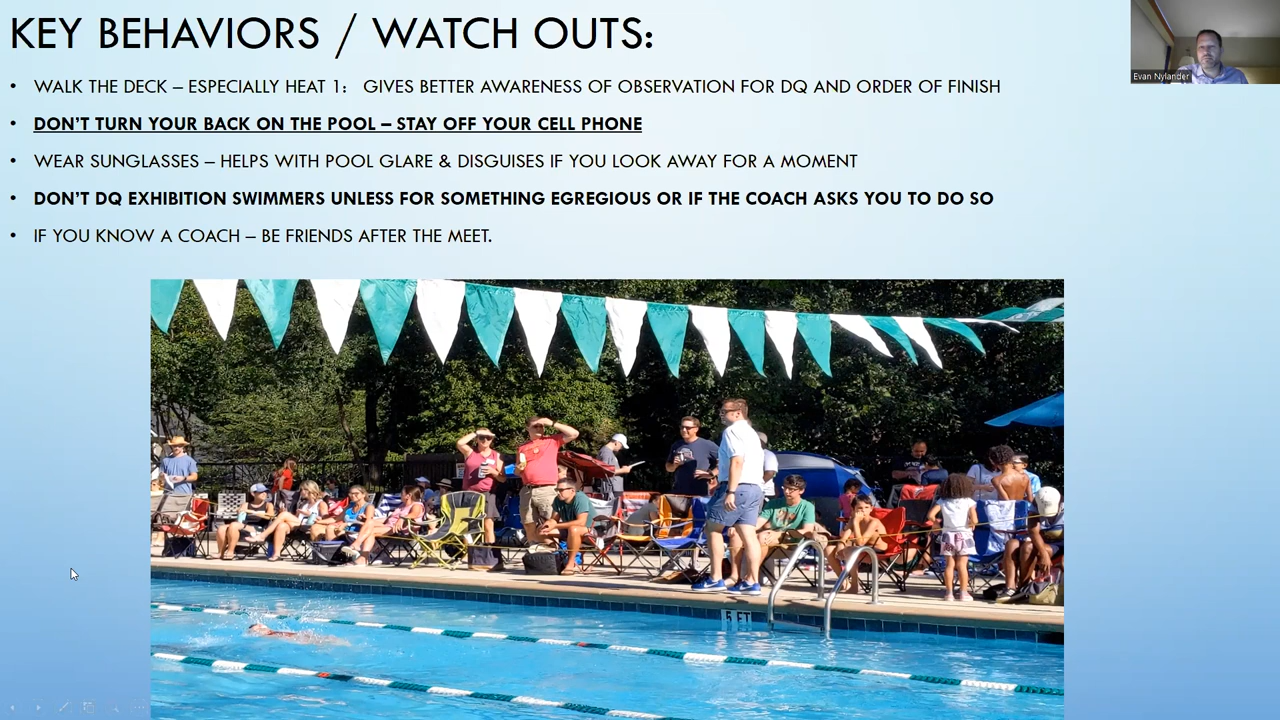 KEY BEHAVIORS / WATCH OUTS:
• WALK THE DECK – ESPECIALLY HEAT 1: GIVES BETTER AWARENESS OF OBSERVATION FOR DQ AND ORDER OF FINISH
• DON'T TURN YOUR BACK ON THE POOL – STAY OFF YOUR CELL PHONE
• WEAR SUNGLASSES – HELPS WITH POOL GLARE & DISGUISES IF YOU LOOK AWAY FOR A MOMENT
• DON'T DQ EXHIBITION SWIMMERS UNLESS FOR SOMETHING EGREGIOUS OR IF THE COACH ASKS YOU TO DO SO
• IF YOU KNOW A COACH – BE FRIENDS AFTER THE MEET.
Evan Nylander
5 FT